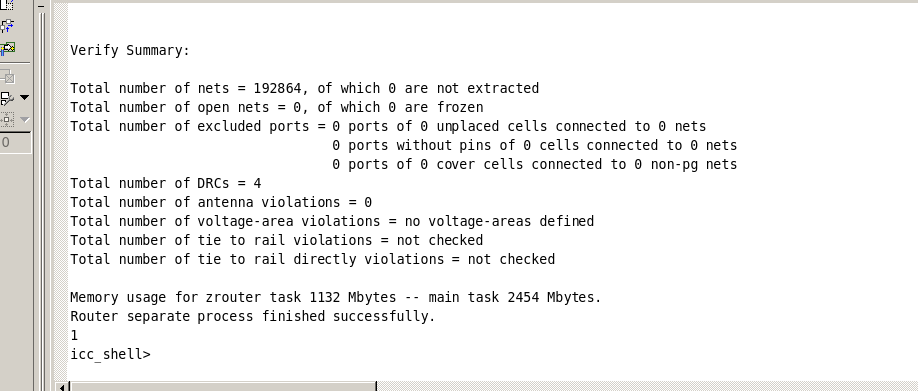 Verify Summary:
Total number of nets = 192864, of which 0 are not extracted
Total number of open nets = 0, of which 0 are frozen
Total number of excluded ports = 0 ports of 0 unplaced cells connected to 0 nets
0 ports without pins of 0 cells connected to 0 nets
0 ports of 0 cover cells connected to 0 non-pg nets
Total number of DRCs = 4
0
Total number of antenna violations = 0
Total number of voltage-area violations = no voltage-areas defined
Total number of tie to rail violations = not checked
Total number of tie to rail directly violations = not checked
Memory usage for zrouter task 1132 Mbytes -- main task 2454 Mbytes.
Router separate process finished successfully.
1
icc_shell>